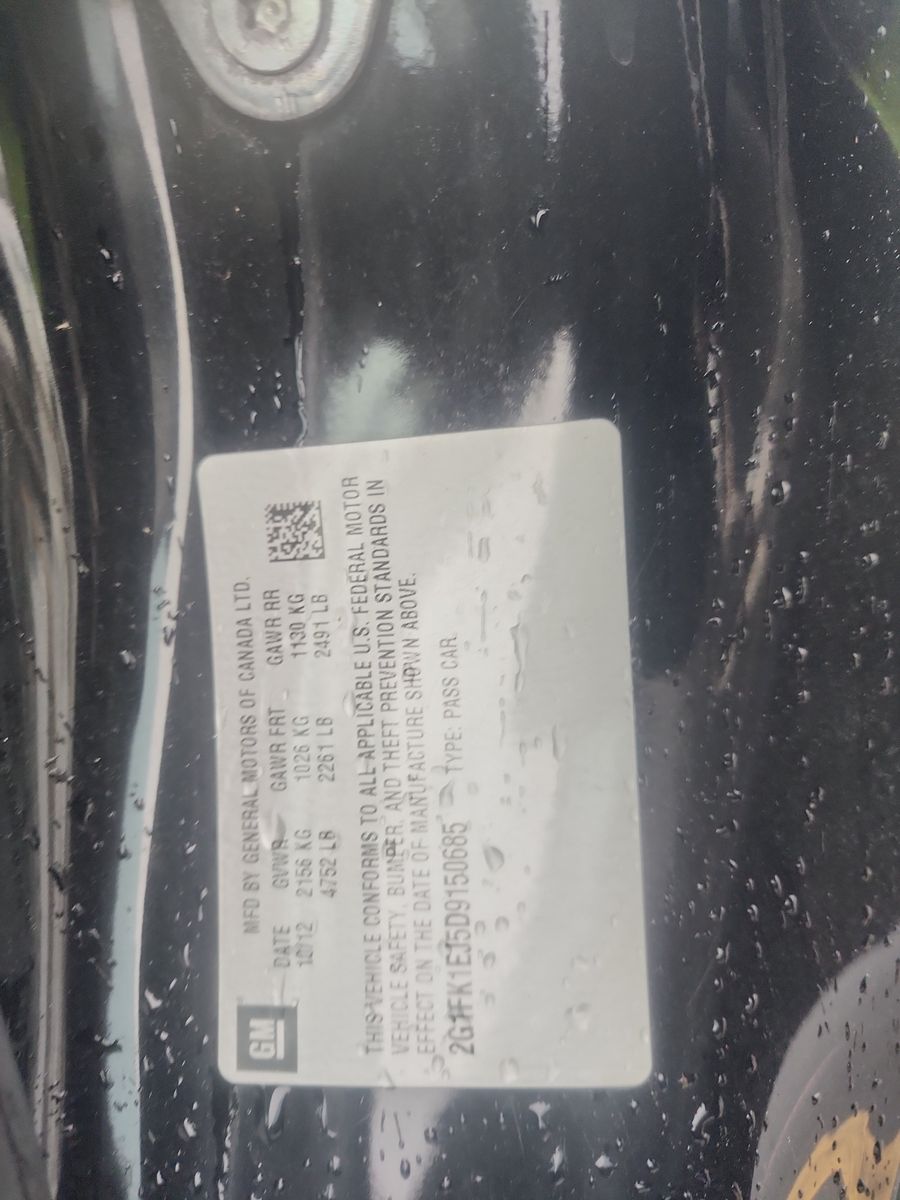 GM
MFD BY GENERAL MOTORS OF CANADA LTD.
DATE GVWR GAWR FRT GAWR RR
10/12 2156 KG 1026 KG 1130 KG
4752 LB 2261 LB 2491 LB
THIS VEHICLE CONFORMS TO ALL APPLICABLE U.S. FEDERAL MOTOR
VEHICLE SAFETY, BUMPER, AND THEFT PREVENTION STANDARDS IN
EFFECT ON THE DATE OF MANUFACTURE SHOWN ABOVE.
2G1FK1EJ5D9150685 TYPE: PASS CAR